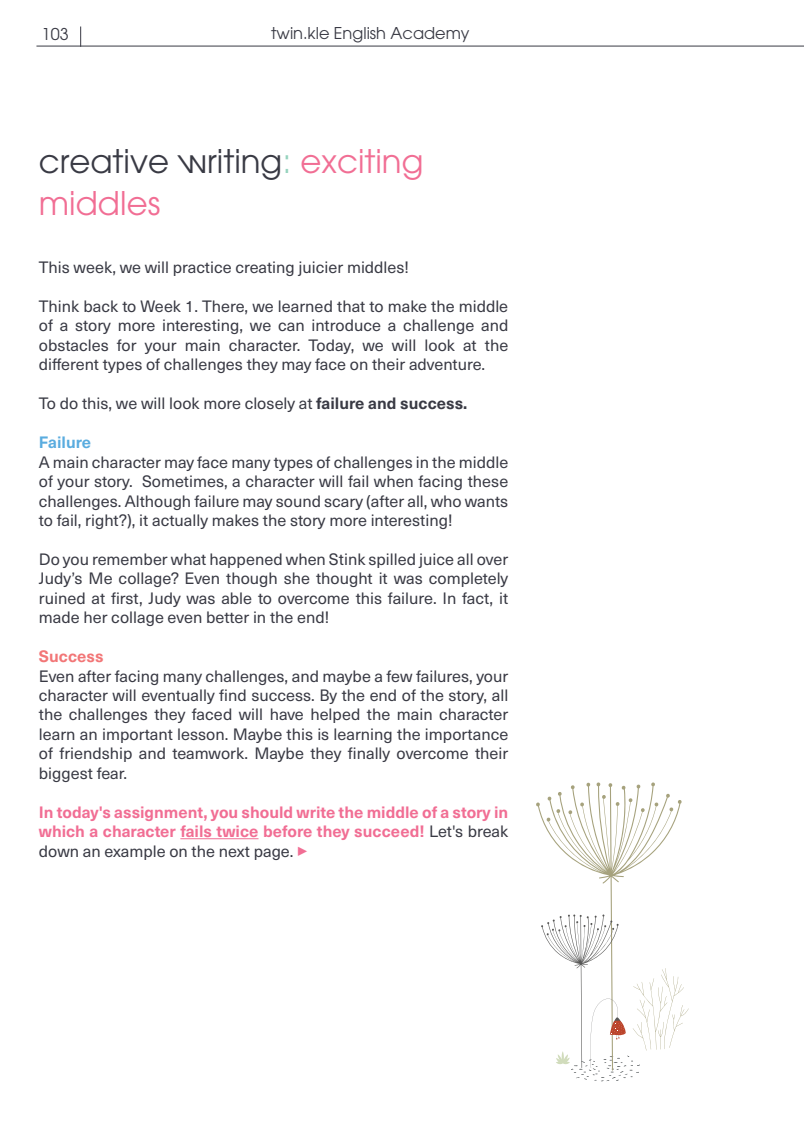 103
twin.kle English Academy
creative writing: exciting
middles
This week, we will practice creating juicier middles!
Think back to Week 1. There, we learned that to make the middle
of a story more interesting, we can introduce a challenge and
obstacles for your main character. Today, we will look at the
different types of challenges they may face on their adventure.
To do this, we will look more closely at failure and success.
Failure
A main character may face many types of challenges in the middle
of your story.  Sometimes, a character will fail when facing these
challenges. Although failure may sound scary (after all, who wants
to fail, right?), it actually makes the story more interesting!
Do you remember what happened when Stink spilled juice all over
Judy's Me collage? Even though she thought it was completely
ruined at first, Judy was able to overcome this failure. In fact, it
made her collage even better in the end!
Success
Even after facing many challenges, and maybe a few failures, your
character will eventually find success. By the end of the story, all
the challenges they faced will have helped the main character
learn an important lesson. Maybe this is learning the importance
of friendship and teamwork. Maybe they finally overcome their
biggest fear.
In today's assignment, you should write the middle of a story in
which a character fails twice before they succeed! Let's break
down an example on the next page. ▶